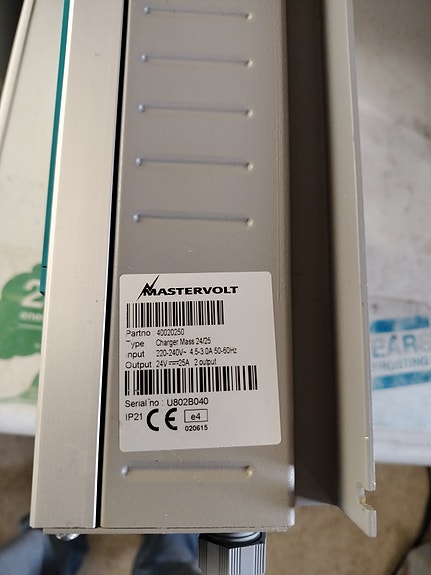 MASTERVOLT
Partno 40020250
Type Charger Mass 24/25
Input 220-240V~ 4.5-3.0A 50-60Hz
Output 24V⎓25A 2 output
Serial no : U802B040
IP21 CE e4
020615